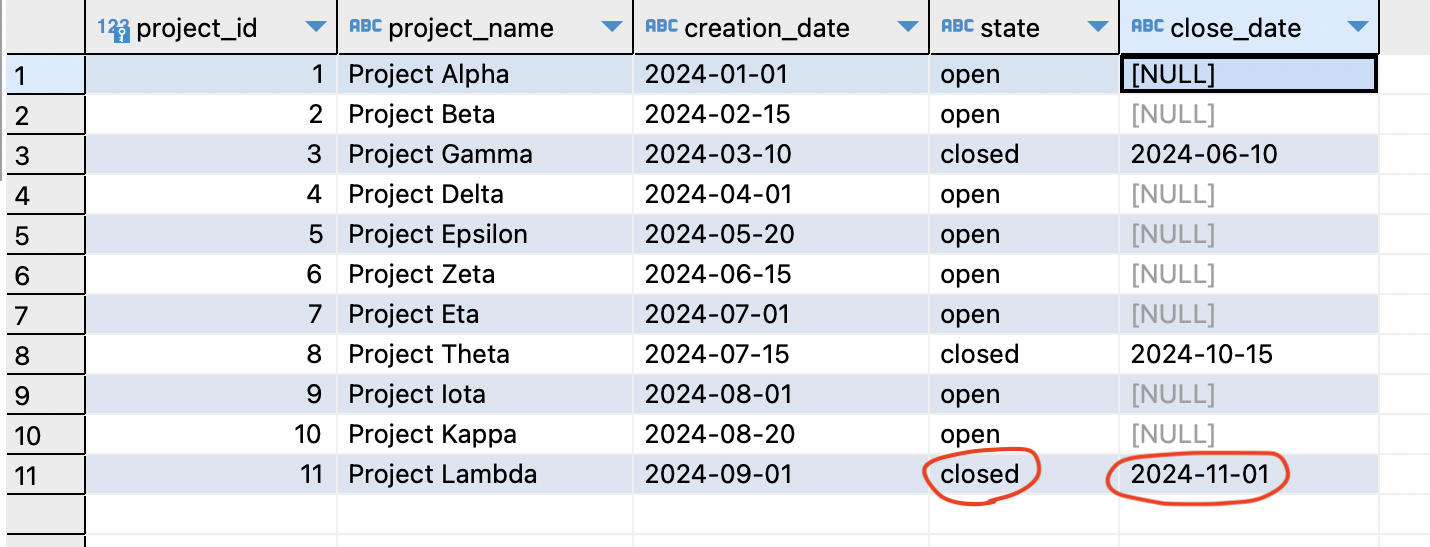 123 project_id ABC project_name ABC creation_date ABC state ABC close_date
1 1 Project Alpha 2024-01-01 open [NULL]
2 2 Project Beta 2024-02-15 open [NULL]
3 3 Project Gamma 2024-03-10 closed 2024-06-10
4 4 Project Delta 2024-04-01 open [NULL]
5 5 Project Epsilon 2024-05-20 open [NULL]
6 6 Project Zeta 2024-06-15 open [NULL]
7 7 Project Eta 2024-07-01 open [NULL]
8 8 Project Theta 2024-07-15 closed 2024-10-15
9 9 Project Iota 2024-08-01 open [NULL]
10 10 Project Kappa 2024-08-20 open [NULL]
11 11 Project Lambda 2024-09-01 closed 2024-11-01